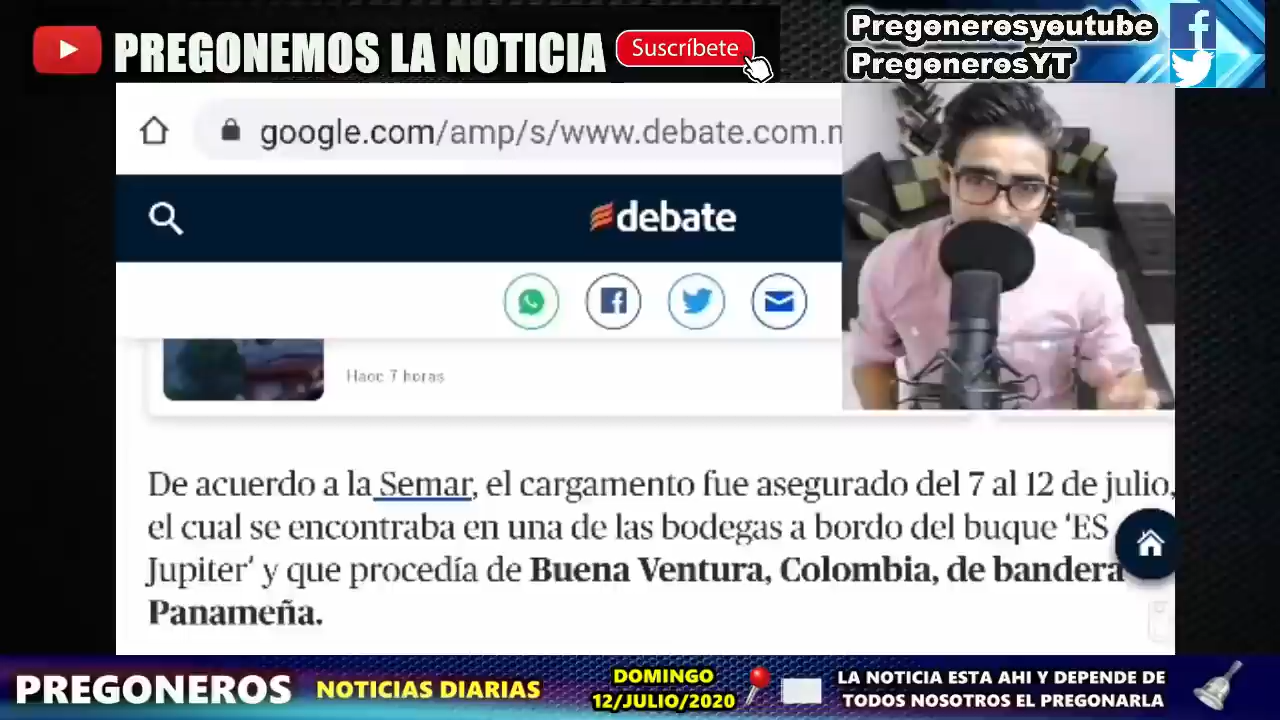 PREGONEMOS LA NOTICIA
Suscríbete
Pregonerosyoutube
PregonerosYT
google.com/amp/s/www.debate.com.m
debate
Hace 7 horas
De acuerdo a la Semar, el cargamento fue asegurado del 7 al 12 de julio,
el cual se encontraba en una de las bodegas a bordo del buque ‘ES
Jupiter’ y que procedía de Buena Ventura, Colombia, de bandera
Panameña.
PREGONEROS
NOTICIAS DIARIAS
DOMINGO
12/JULIO/2020
LA NOTICIA ESTA AHI Y DEPENDE DE
TODOS NOSOTROS EL PREGONARLA